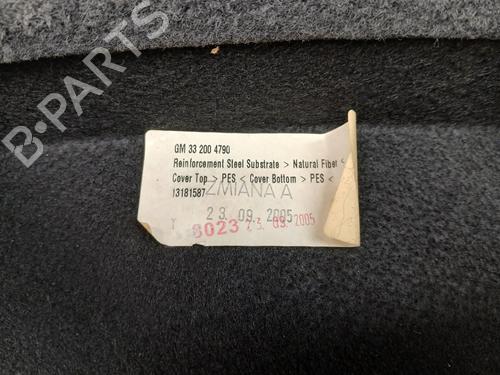 B-Parts
GM 33 200 4790
Reinforcement Steel Substrate > Natural Fiber <
Cover Top > PES < Cover Bottom > PES <
13181587 ZMIANA A
23.09.2005
8023 23.09.2005